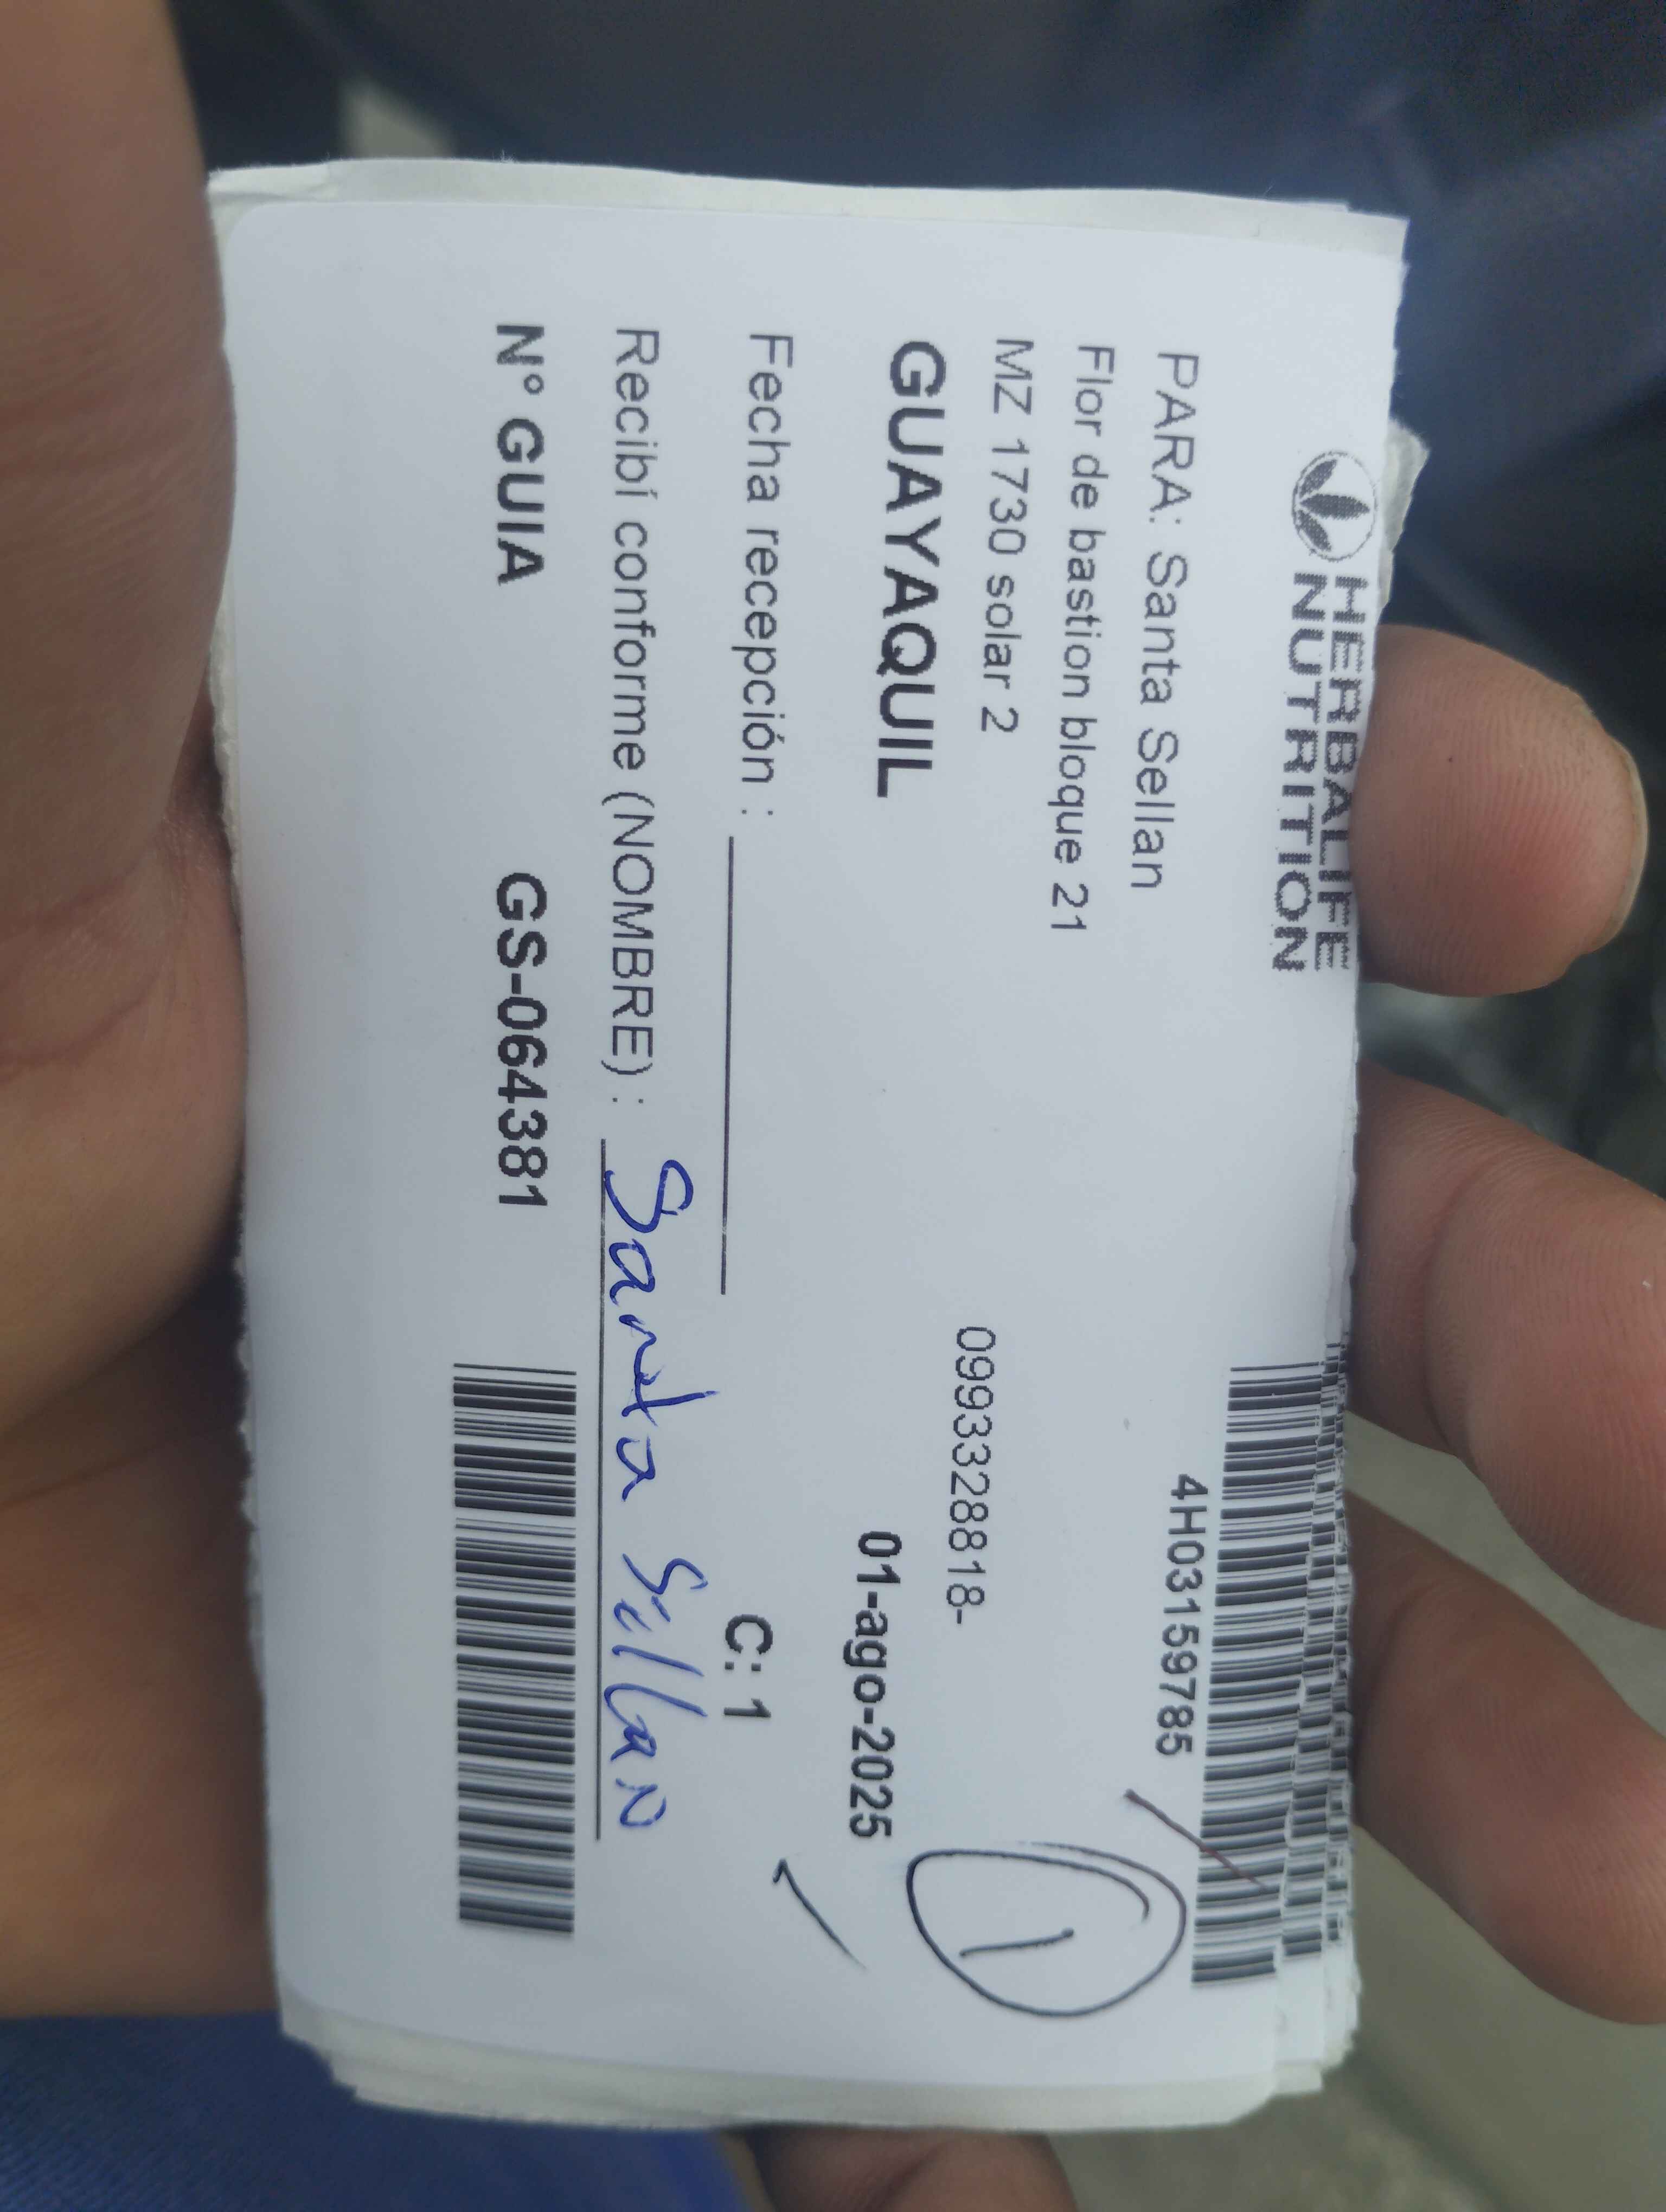 HERBALIFE
NUTRITION
4H03159785
PARA: Santa Sellan
Flor de bastion bloque 21
MZ 1730 solar 2
0993328818-
GUAYAQUIL
01-ago-2025
1
Fecha recepción :
C: 1
Recibí conforme (NOMBRE) : Santa Sellan
N° GUIA GS-064381